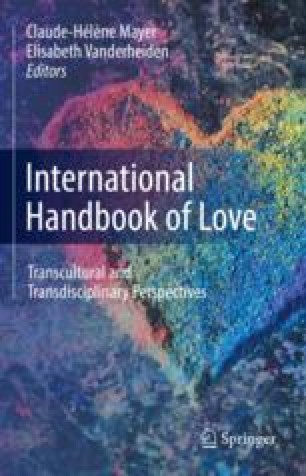 Claude-Hélène Mayer
Elisabeth Vanderheiden
Editors
International
Handbook of Love
Transcultural and
Transdisciplinary Perspectives
Springer